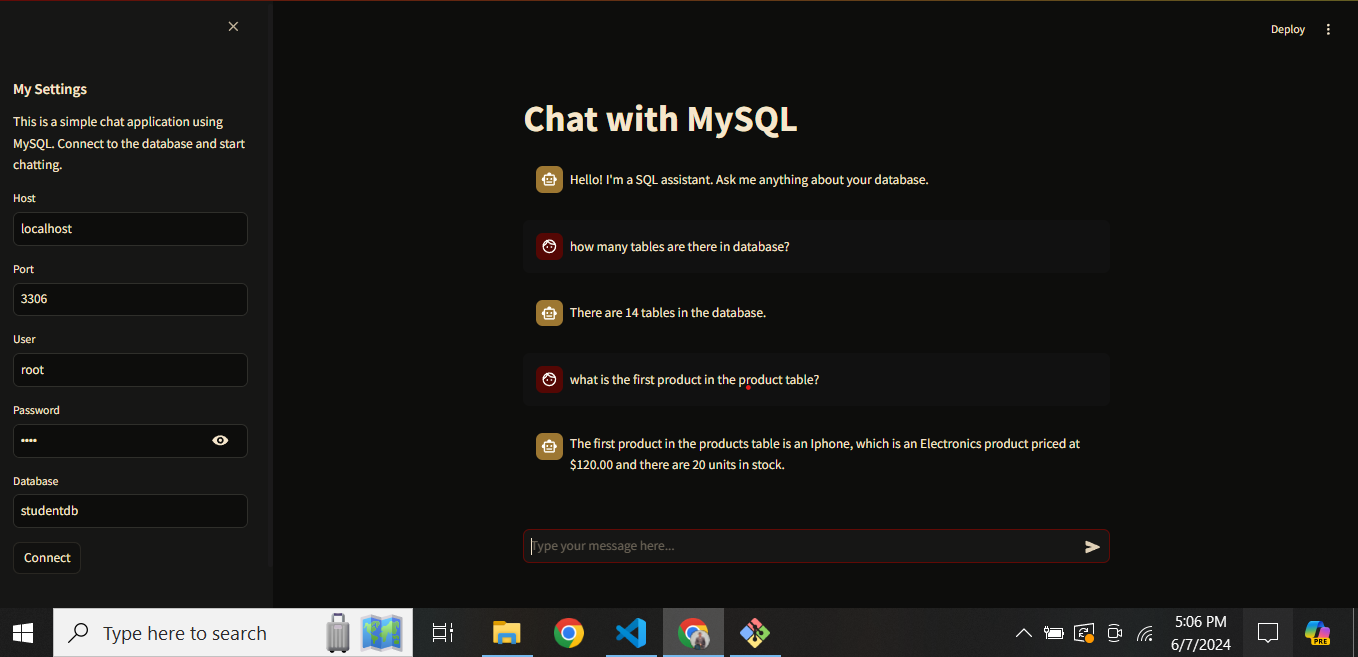 Deploy
My Settings
This is a simple chat application using
MySQL. Connect to the database and start
chatting.
Host
localhost
Port
3306
User
root
Password
••••
Database
studentdb
Connect
Chat with MySQL
Hello! I'm a SQL assistant. Ask me anything about your database.
how many tables are there in database?
There are 14 tables in the database.
what is the first product in the product table?
The first product in the products table is an Iphone, which is an Electronics product priced at
$120.00 and there are 20 units in stock.
Type your message here...
Type here to search
5:06 PM
6/7/2024
PRE